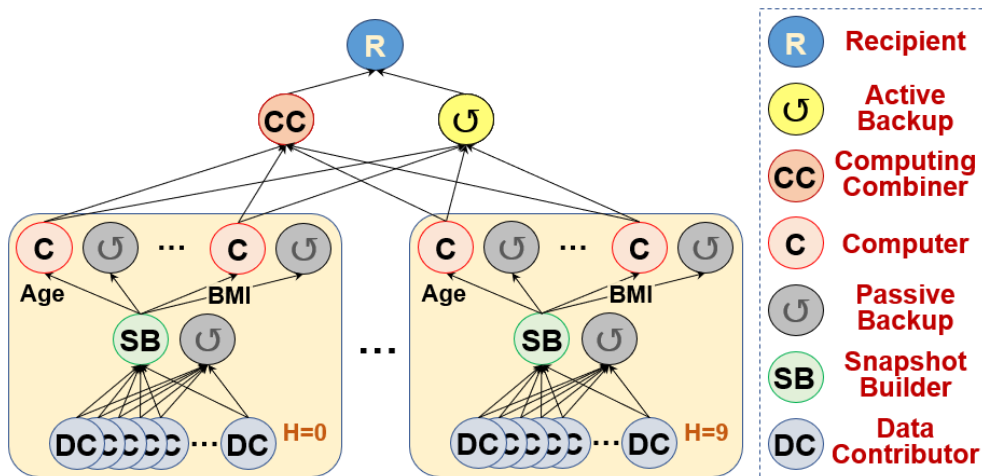 R
Recipient
CC
↺
↺
Active
Backup
CC
Computing
Combiner
C
↺
...
C
↺
C
↺
...
C
↺
C
Computer
Age
BMI
Age
BMI
↺
Passive
Backup
SB
↺
...
SB
↺
SB
Snapshot
Builder
DC
C
C
C
C
...
DC
H=0
DC
C
C
C
C
...
DC
H=9
DC
Data
Contributor